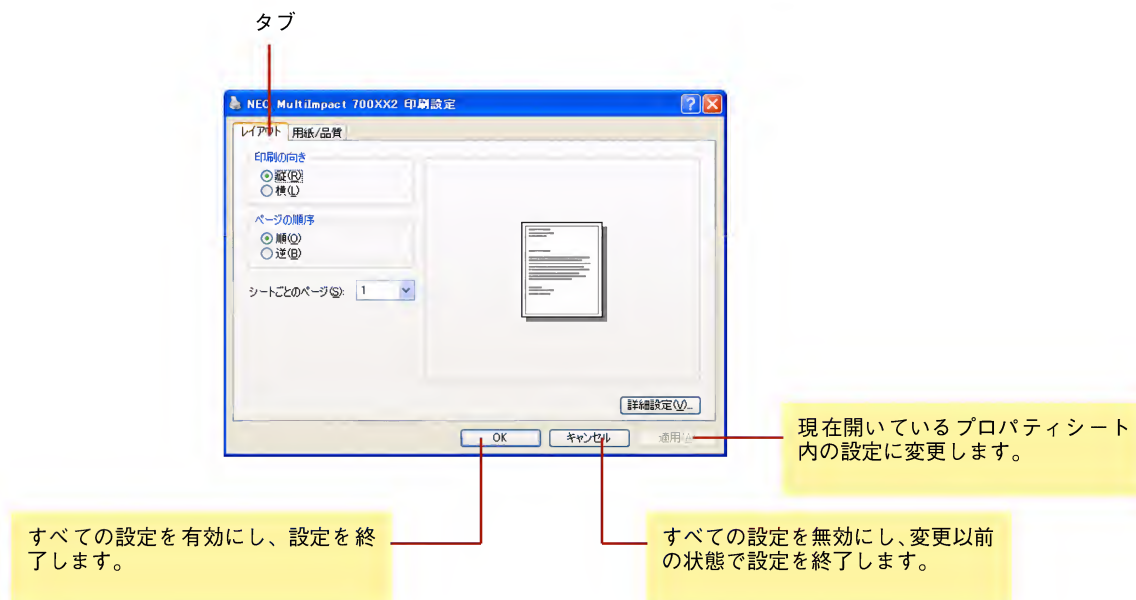 タブ
NEC MultiImpact 700XX2 印刷設定
レイアウト 用紙/品質
印刷の向き
縦(R)
横(L)
ページの順序
順(O)
逆(B)
シートごとのページ(S): 1
詳細設定(V)...
OK キャンセル 適用(A)
現在開いているプロパティシート
内の設定に変更します。
すべての設定を有効にし、設定を終
了します。
すべての設定を無効にし、変更以前
の状態で設定を終了します。